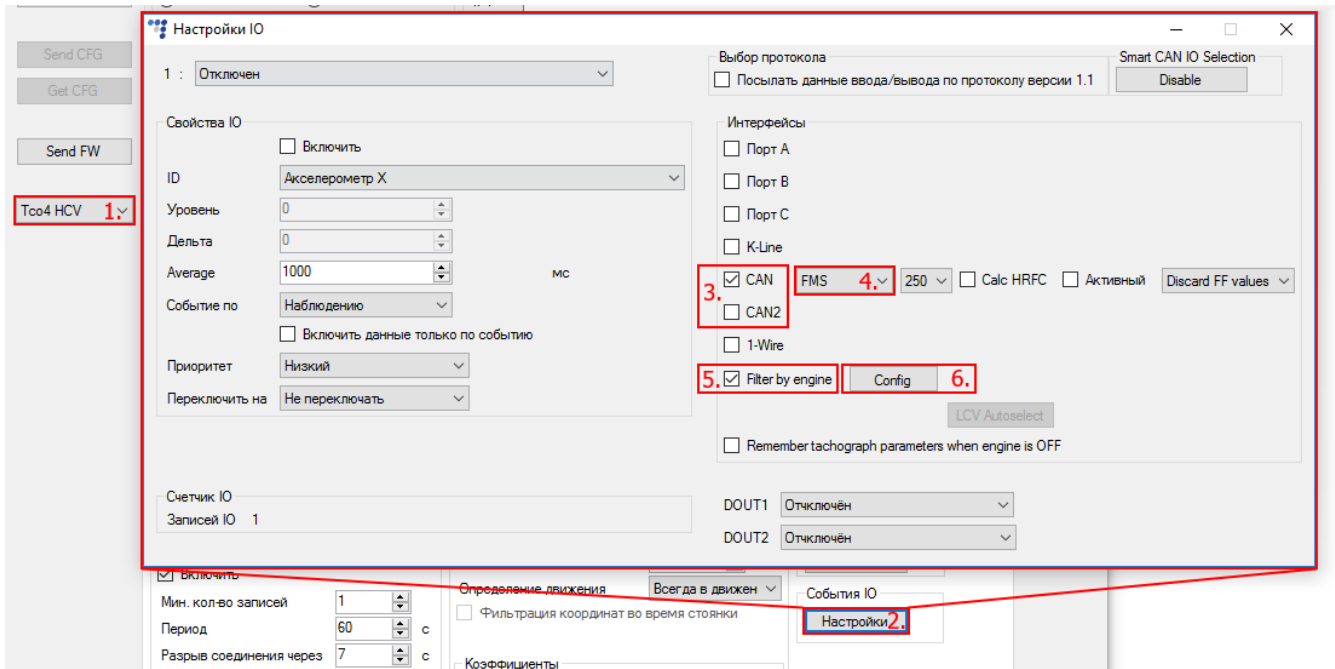 Настройки IO
Send CFG
Get CFG
Send FW
Tco4 HCV 1.
1 : Отключен
Выбор протокола
Посылать данные ввода/вывода по протоколу версии 1.1
Smart CAN IO Selection
Disable
Свойства IO
Включить
ID Акселерометр X
Уровень 0
Дельта 0
Average 1000 мс
Событие по Наблюдению
Включить данные только по событию
Приоритет Низкий
Переключить на Не переключать
Интерфейсы
Порт A
Порт B
Порт C
K-Line
3. CAN FMS 4. 250 Calc HRFC Активный Discard FF values
CAN2
1-Wire
5. Filter by engine Config 6.
LCV Autoselect
Remember tachograph parameters when engine is OFF
Счетчик IO
Записей IO 1
DOUT1 Отчключён
DOUT2 Отчключён
Включить
Мин. кол-во записей 1
Период 60 с
Разрыв соединения через 7 с
Определение движения Всегда в движен
Фильтрация координат во время стоянки
Коэффициенты
События IO
Настройки 2.